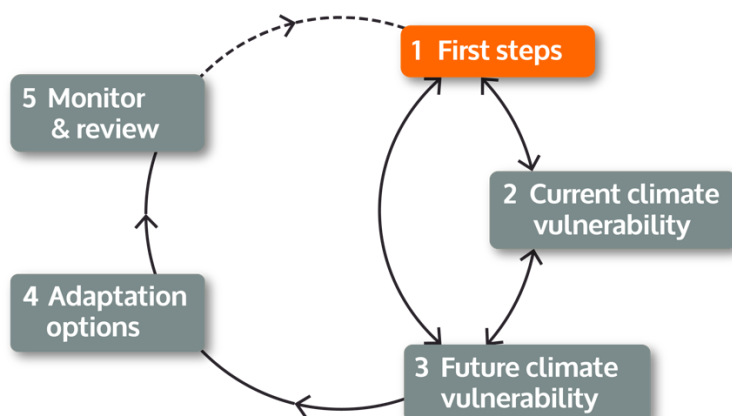 1 First steps
2 Current climate
vulnerability
3 Future climate
vulnerability
4 Adaptation
options
5 Monitor
& review